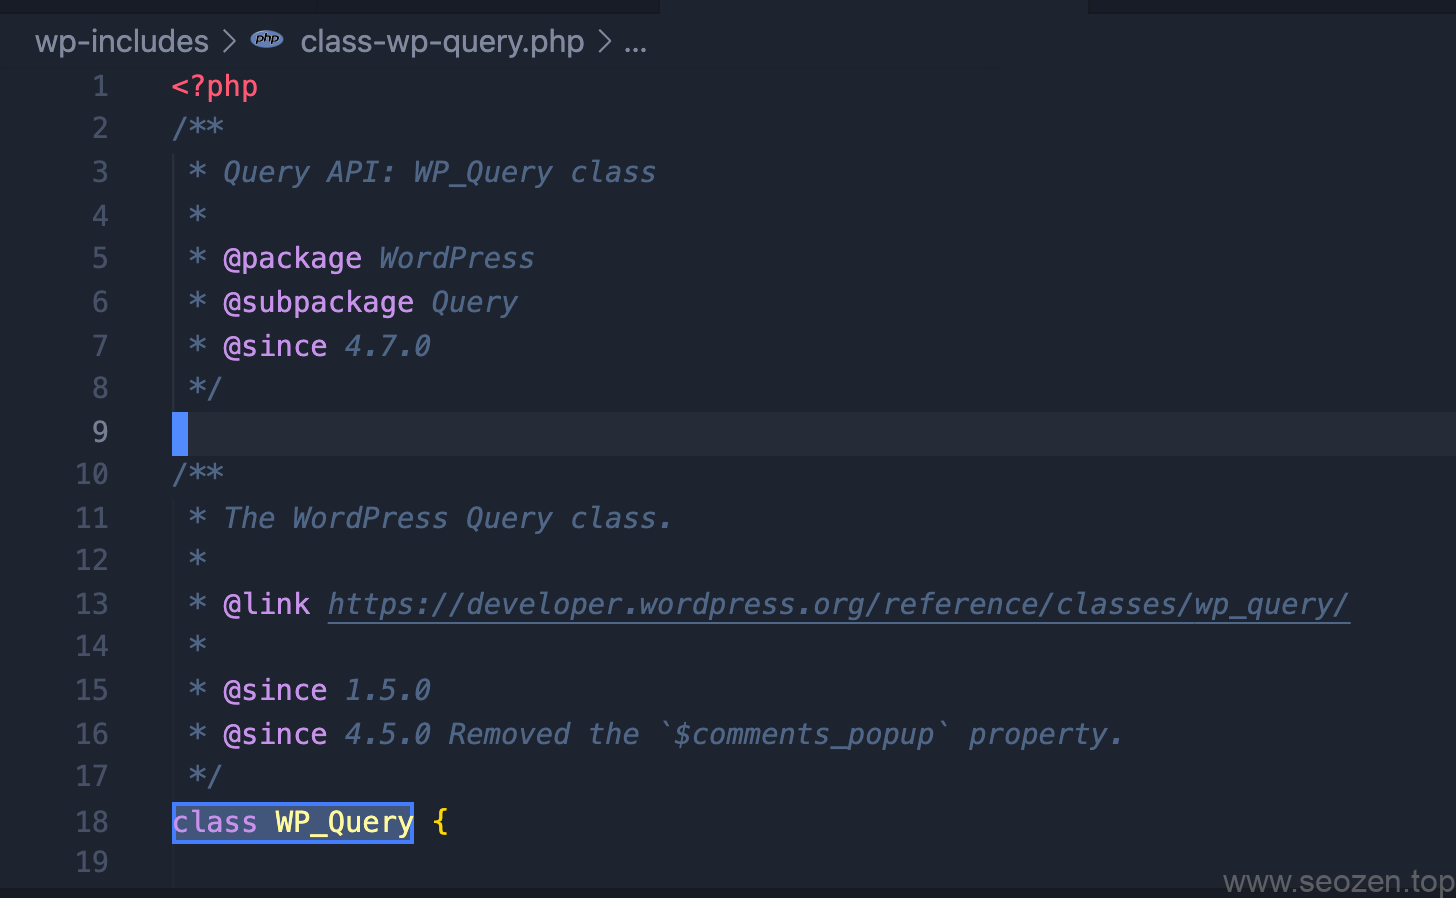 wp-includes > php class-wp-query.php > ...
1 <?php
2 /**
3 * Query API: WP_Query class
4 *
5 * @package WordPress
6 * @subpackage Query
7 * @since 4.7.0
8 */
9
10 /**
11 * The WordPress Query class.
12 *
13 * @link https://developer.wordpress.org/reference/classes/wp_query/
14 *
15 * @since 1.5.0
16 * @since 4.5.0 Removed the `$comments_popup` property.
17 */
18 class WP_Query {
19
www.seozen.top